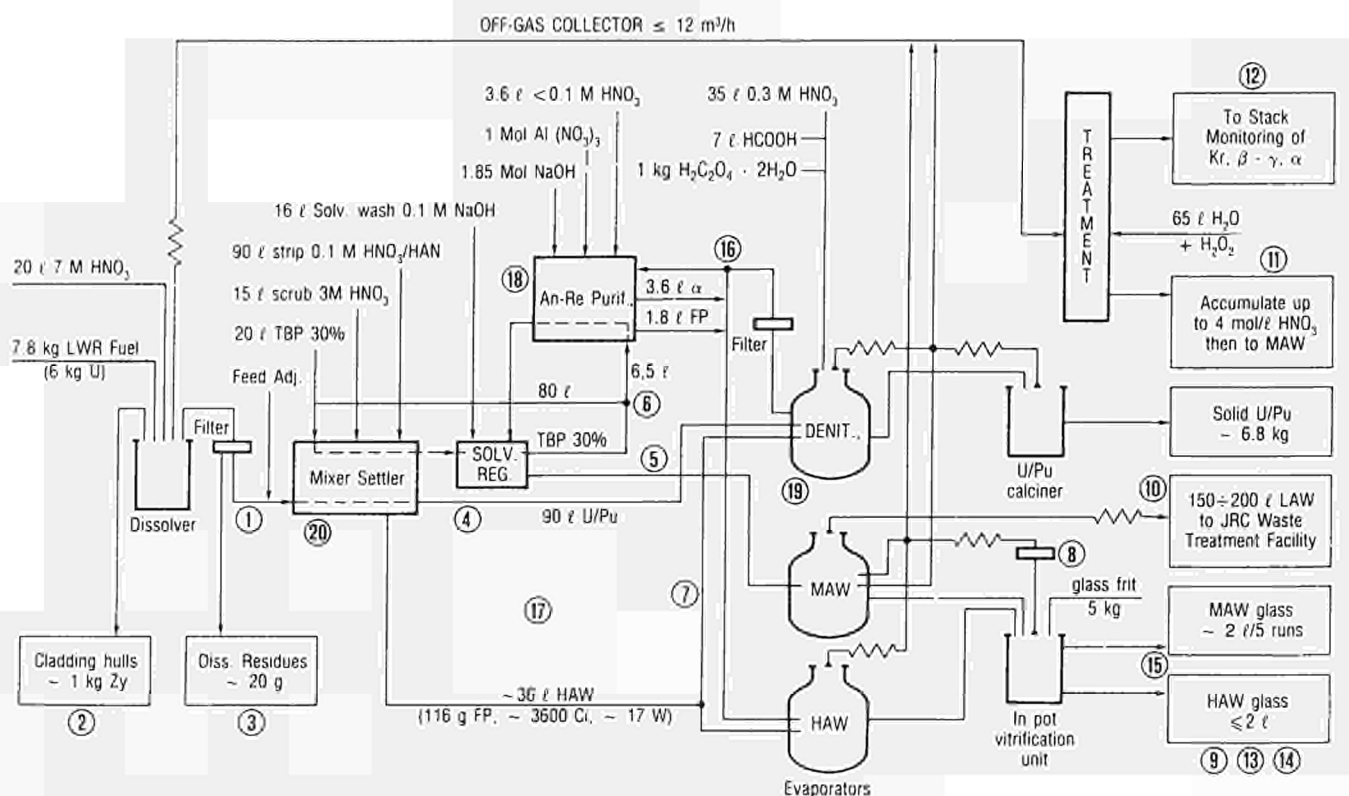 OFF-GAS COLLECTOR ≤ 12 m³/h
3.6 ℓ <0.1 M HNO₃
1 Mol Al (NO₃)₃
1.85 Mol NaOH
35 ℓ 0.3 M HNO₃
7 ℓ HCOOH
1 kg H₂C₂O₄ · 2H₂O
TREATMENT
⑫
To Stack
Monitoring of
Kr, β - γ, α
65 ℓ H₂O
+ H₂O₂
⑪
Accumulate up
to 4 mol/ℓ HNO₃
then to MAW
16 ℓ Solv. wash 0.1 M NaOH
90 ℓ strip 0.1 M HNO₃/HAN
15 ℓ scrub 3M HNO₃
20 ℓ TBP 30%
Feed Adj.
20 ℓ 7 M HNO₃
7.8 kg LWR Fuel
(6 kg U)
⑱
An-Re Purif.,
⑯
3.6 ℓ α
1.8 ℓ FP
Filter
6,5 ℓ
80 ℓ
⑥
Filter
Dissolver
①
Mixer Settler
⑳
TBP 30%
SOLV.
REG.
④
⑤
90 ℓ U/Pu
DENIT.,
⑲
U/Pu
calciner
Solid U/Pu
~ 6.8 kg
⑩
150÷200 ℓ LAW
to JRC Waste
Treatment Facility
⑧
MAW
⑦
⑰
glass frit
5 kg
MAW glass
~ 2 ℓ/5 runs
⑮
HAW glass
⩽2 ℓ
⑨ ⑬ ⑭
In pot
vitrification
unit
HAW
Evaporators
Cladding hulls
~ 1 kg Zy
②
Diss. Residues
~ 20 g
③
~36 ℓ HAW
(116 g FP, ~ 3600 Ci, ~ 17 W)